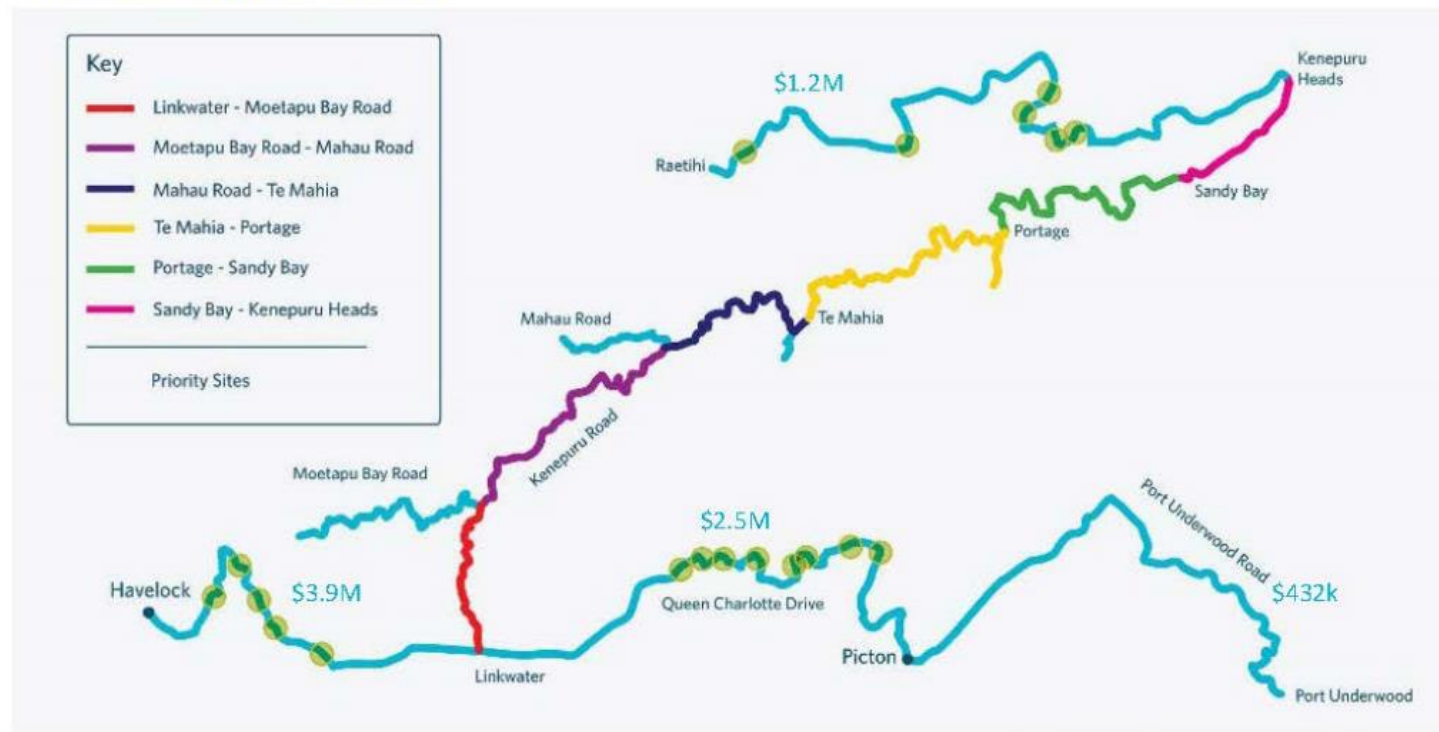 Key
Linkwater - Moetapu Bay Road
Moetapu Bay Road - Mahau Road
Mahau Road - Te Mahia
Te Mahia - Portage
Portage - Sandy Bay
Sandy Bay - Kenepuru Heads
Priority Sites
$1.2M
Kenepuru
Heads
Raetihi
Sandy Bay
Portage
Mahau Road
Te Mahia
Kenepuru Road
Moetapu Bay Road
Port Underwood Road
$2.5M
Havelock
$3.9M
Queen Charlotte Drive
$432k
Picton
Linkwater
Port Underwood